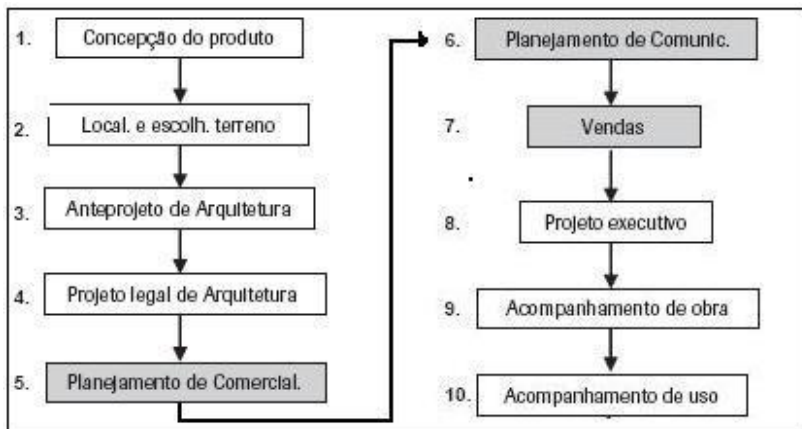 1. Concepção do produto
2. Local. e escolh. terreno
3. Anteprojeto de Arquitetura
4. Projeto legal de Arquitetura
5. Planejamento de Comercial.
6. Planejamento de Comunic.
7. Vendas
8. Projeto executivo
9. Acompanhamento de obra
10. Acompanhamento de uso